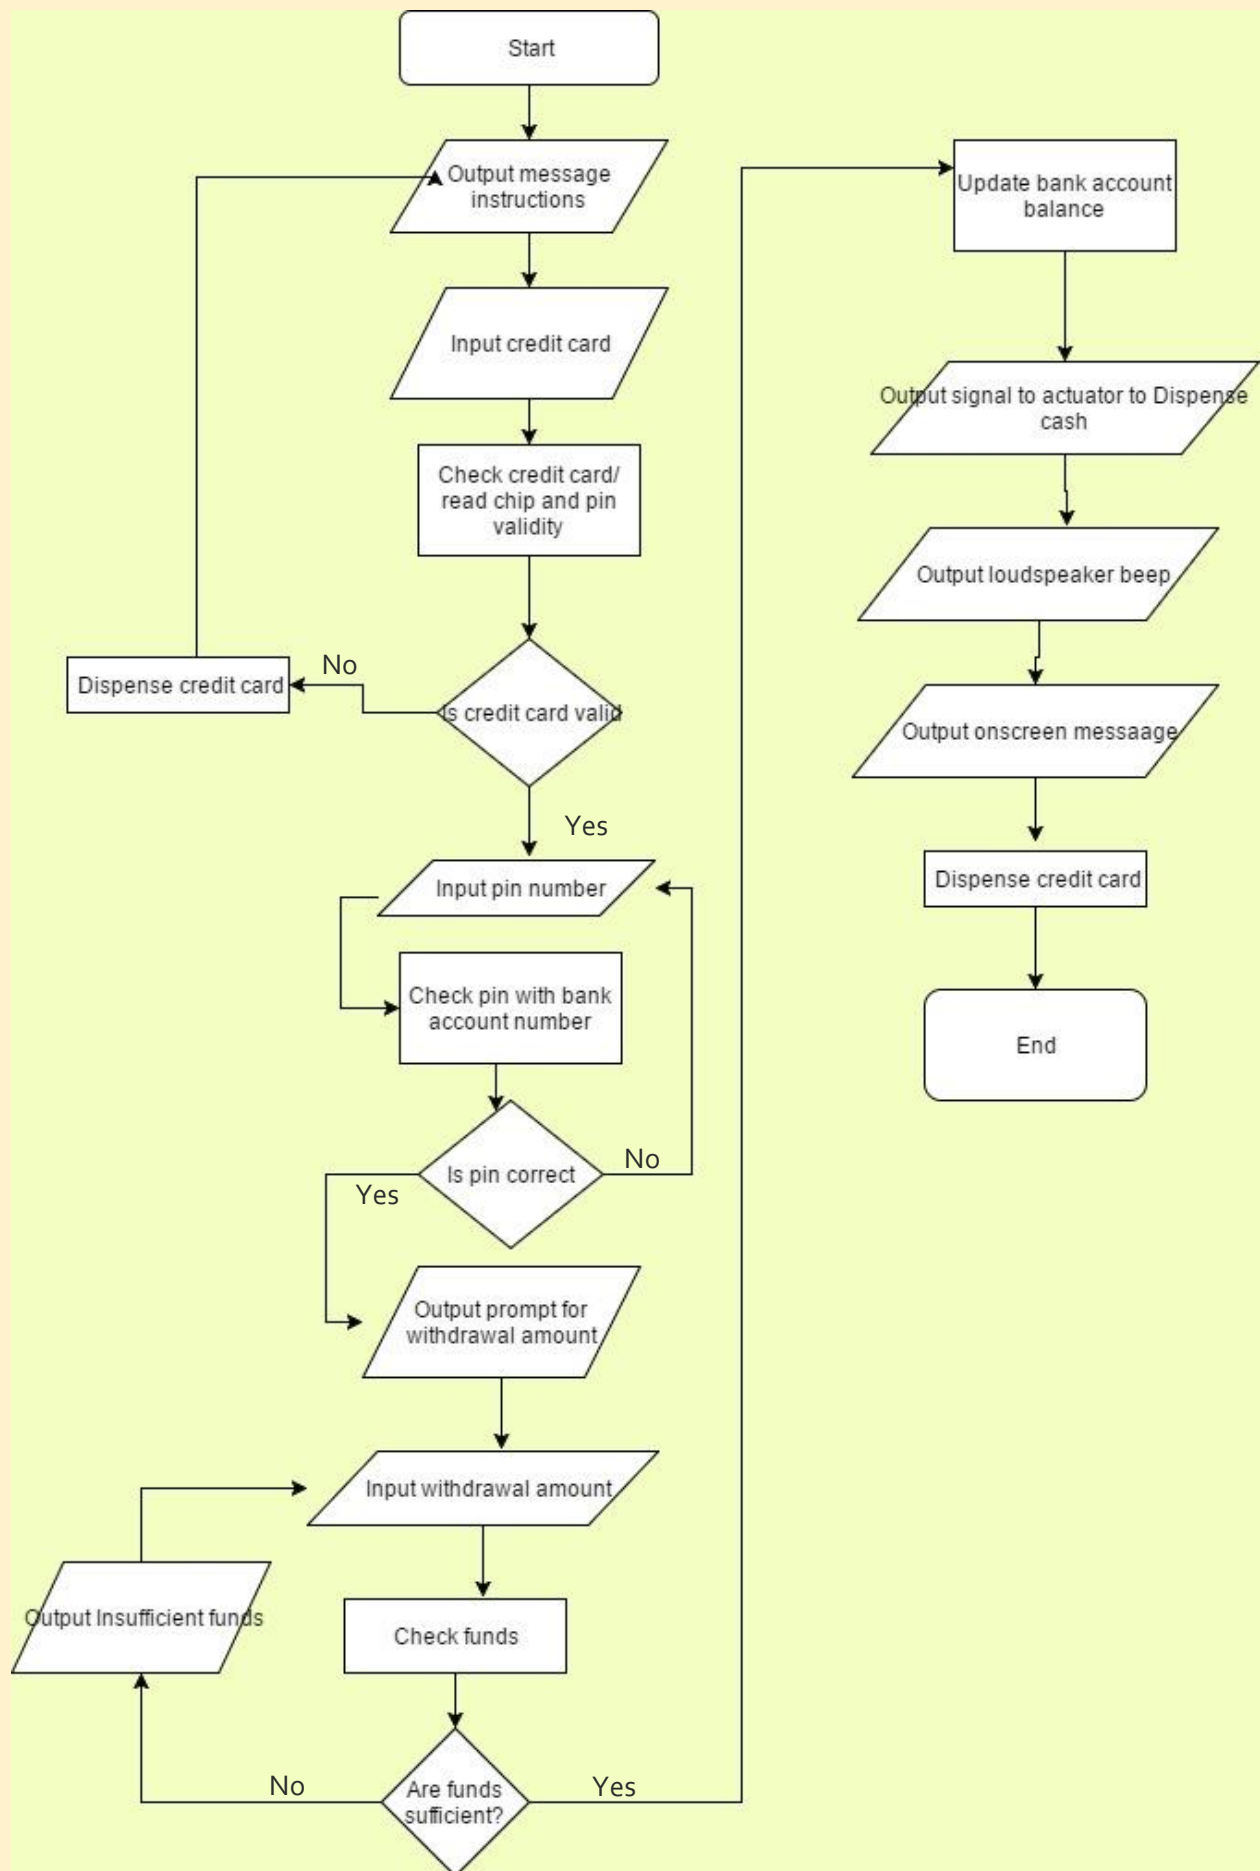 Start
Output message
instructions
Input credit card
Check credit card/
read chip and pin
validity
Is credit card valid
No
Dispense credit card
Yes
Input pin number
Check pin with bank
account number
Is pin correct
No
Yes
Output prompt for
withdrawal amount
Input withdrawal amount
Output Insufficient funds
Check funds
Are funds
sufficient?
No
Yes
Update bank account
balance
Output signal to actuator to Dispense
cash
Output loudspeaker beep
Output onscreen messaage
Dispense credit card
End